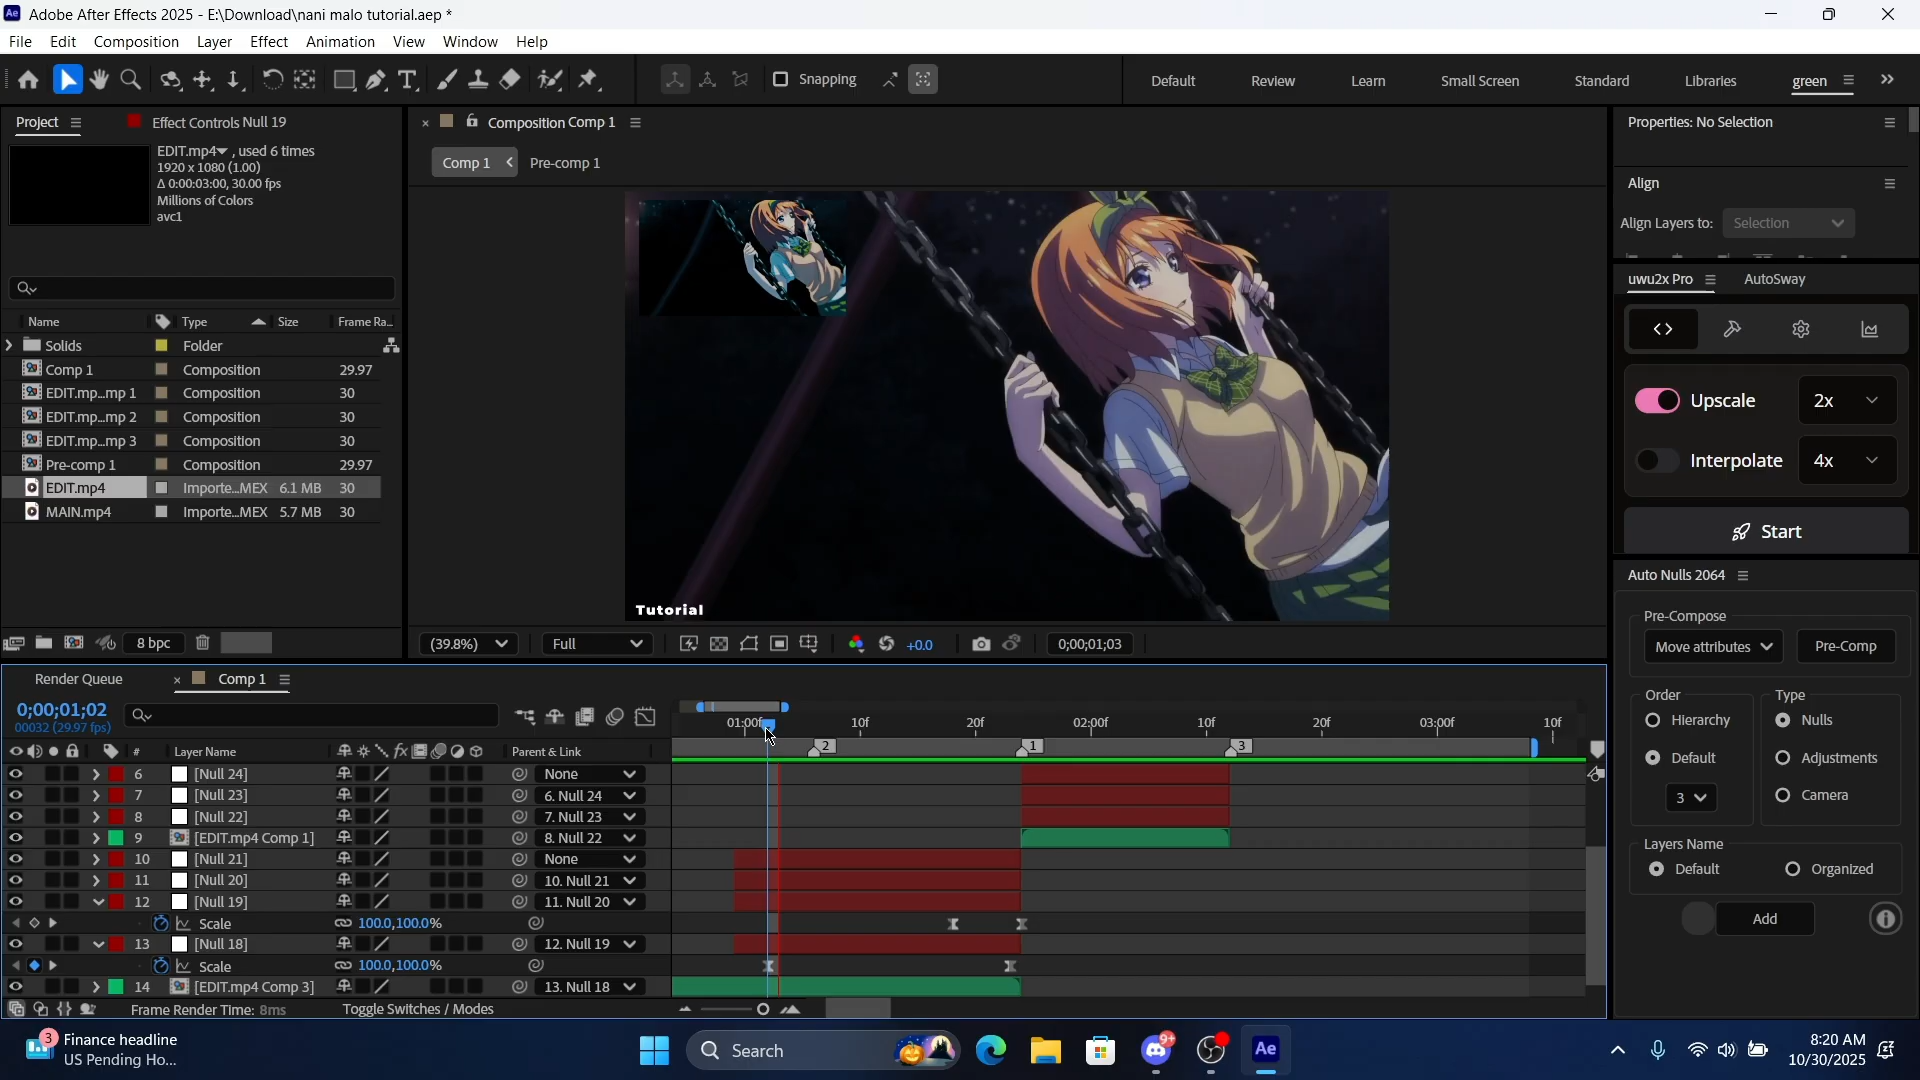 Adobe After Effects 2025 - E:\Download\nani malo tutorial.aep *
File Edit Composition Layer Effect Animation View Window Help
Snapping
Default Review Learn Small Screen Standard Libraries green
Project
Effect Controls Null 19
EDIT.mp4, used 6 times
1920 x 1080 (1.00)
Δ 0:00:03:00, 30.00 fps
Millions of Colors
avc1
Name Type Size Frame Ra...
Solids Folder
Comp 1 Composition 29.97
EDIT.mp...mp 1 Composition 30
EDIT.mp...mp 2 Composition 30
EDIT.mp...mp 3 Composition 30
Pre-comp 1 Composition 29.97
EDIT.mp4 Importe...MEX 6.1 MB 30
MAIN.mp4 Importe...MEX 5.7 MB 30
8 bpc
Composition Comp 1
Comp 1 Pre-comp 1
Tutorial
(39.8%) Full +0.0 0;00;01;03
Properties: No Selection
Align
Align Layers to: Selection
uwu2x Pro AutoSway
Upscale 2x
Interpolate 4x
Start
Auto Nulls 2064
Pre-Compose
Move attributes Pre-Comp
Order Type
Hierarchy Nulls
Default Adjustments
3 Camera
Layers Name
Default Organized
Add
Render Queue Comp 1
0;00;01;02
00032 (29.97 fps)
01:00f 10f 20f 02:00f 10f 20f 03:00f 10f
2 1 3
# Layer Name fx Parent & Link
6 [Null 24] None
7 [Null 23] 6. Null 24
8 [Null 22] 7. Null 23
9 [EDIT.mp4 Comp 1] 8. Null 22
10 [Null 21] None
11 [Null 20] 10. Null 21
12 [Null 19] 11. Null 20
Scale 100.0,100.0%
13 [Null 18] 12. Null 19
Scale 100.0,100.0%
14 [EDIT.mp4 Comp 3] 13. Null 18
Frame Render Time: 8ms Toggle Switches / Modes
3
Finance headline
US Pending Ho...
Search
9+
Ae
8:20 AM
10/30/2025